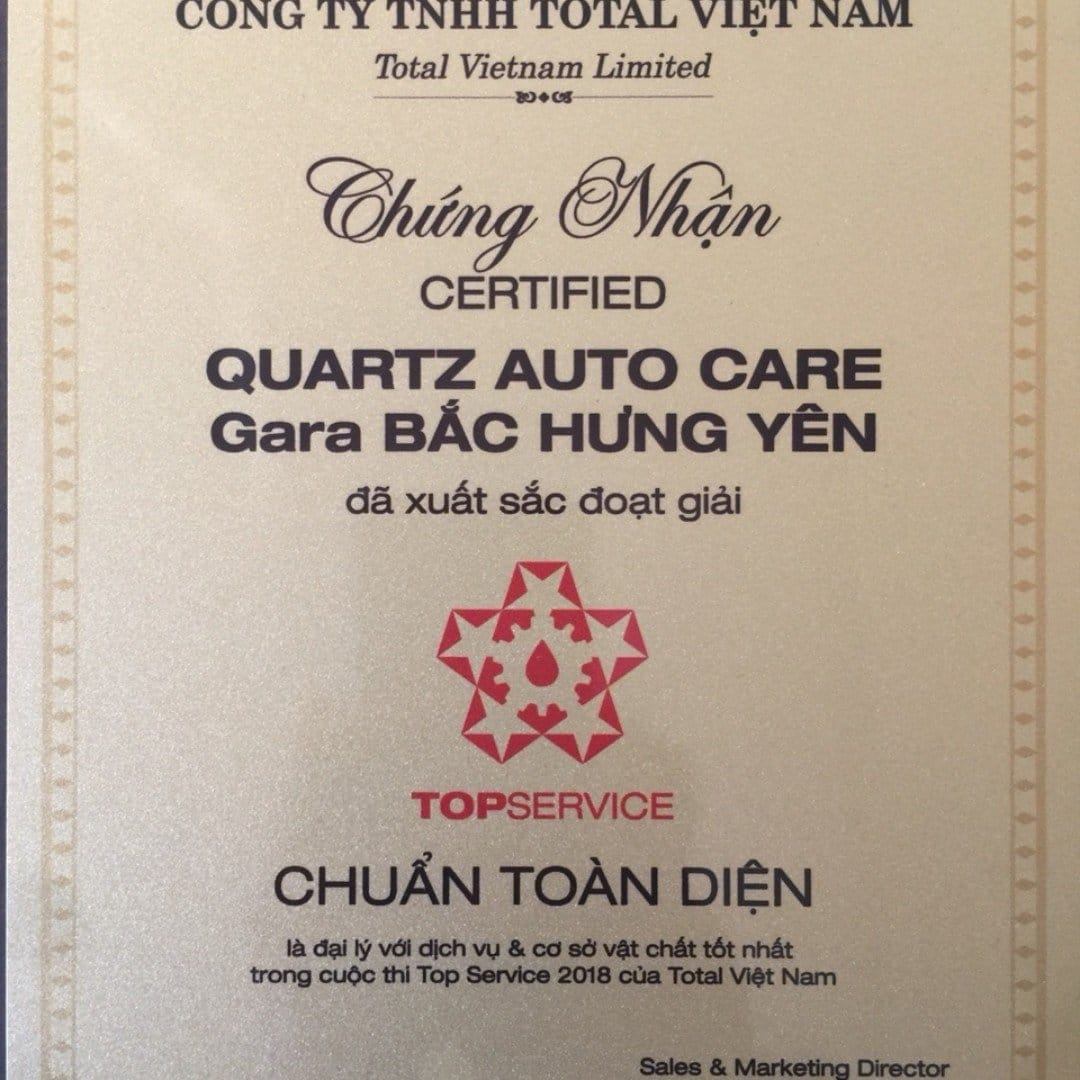 CÔNG TY TNHH TOTAL VIỆT NAM
Total Vietnam Limited
Chứng Nhận
CERTIFIED
QUARTZ AUTO CARE
Gara BẮC HƯNG YÊN
đã xuất sắc đoạt giải
TOPSERVICE
CHUẨN TOÀN DIỆN
là đại lý với dịch vụ & cơ sở vật chất tốt nhất
trong cuộc thi Top Service 2018 của Total Việt Nam
Sales & Marketing Director